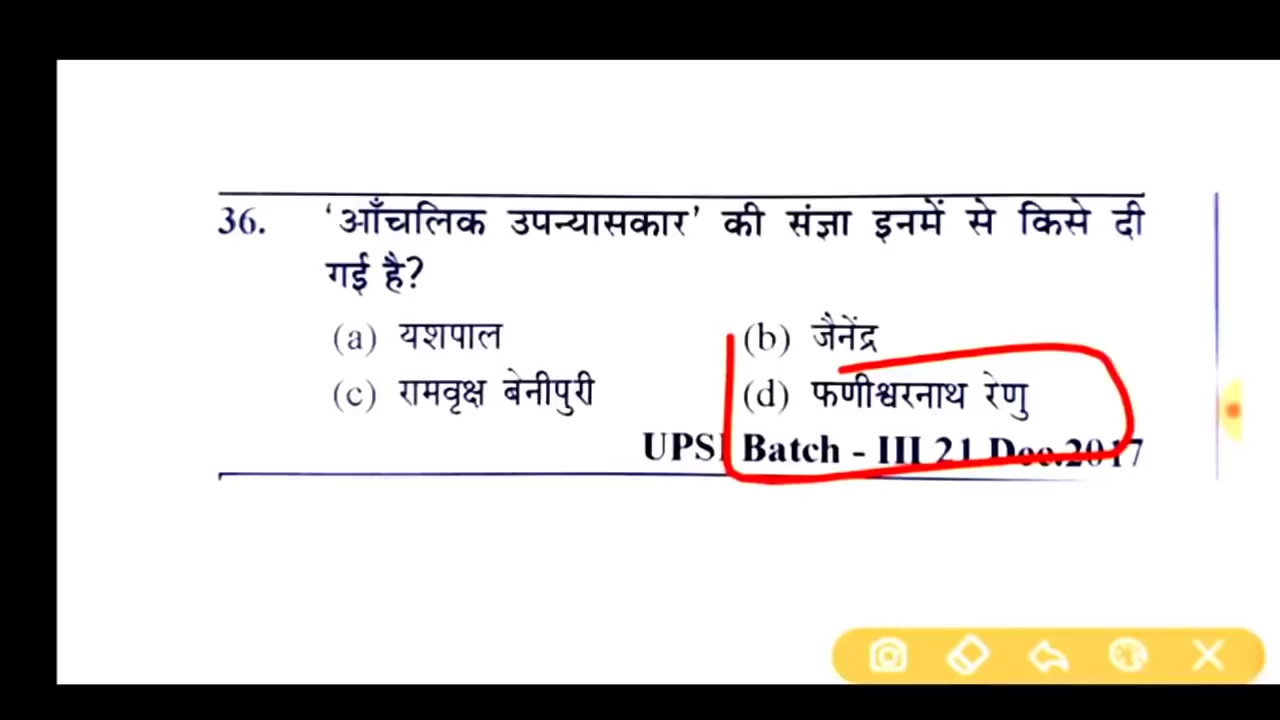 36. 'आँचलिक उपन्यासकार' की संज्ञा इनमें से किसे दी
गई है?
(a) यशपाल (b) जैनेंद्र
(c) रामवृक्ष बेनीपुरी (d) फणीश्वरनाथ रेणु
UPSI Batch - III 21 Dec.2017